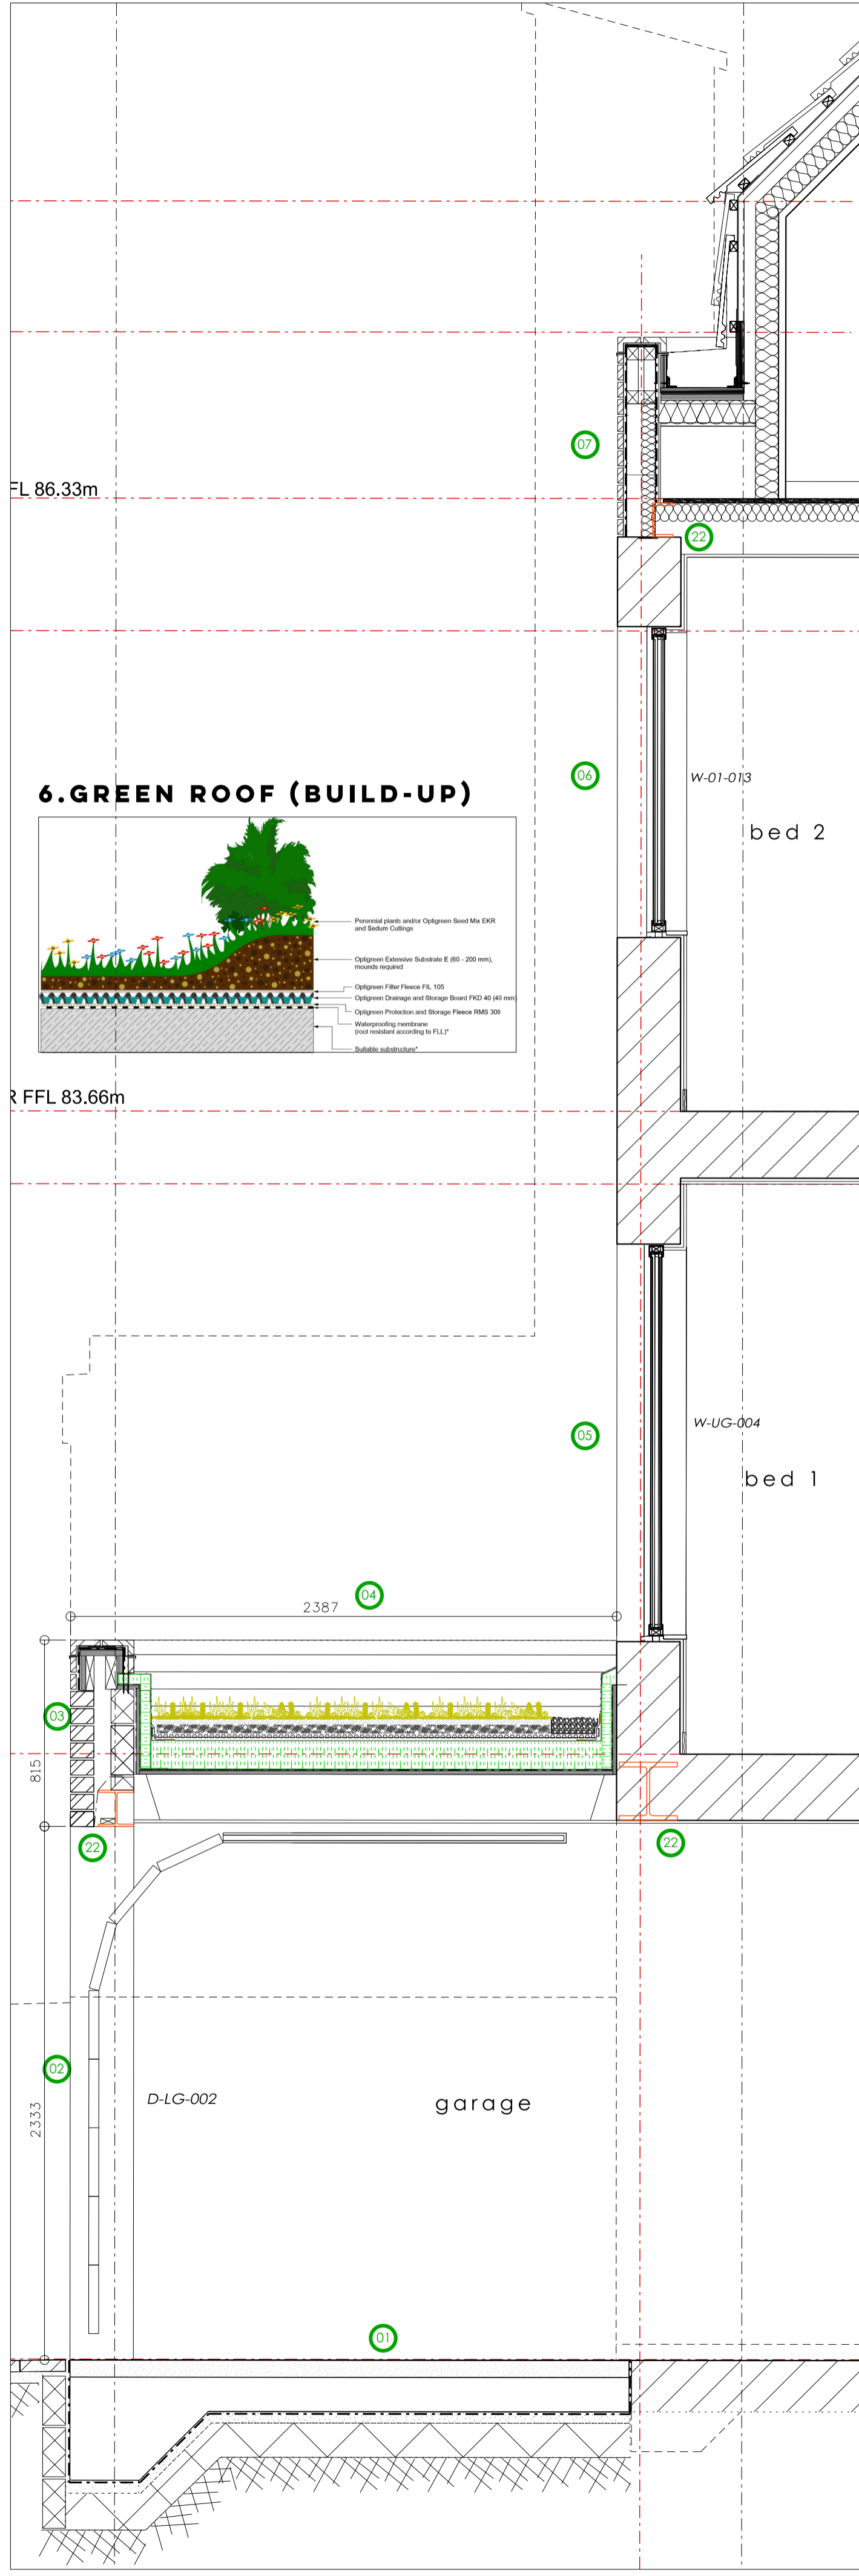 FL 86.33m
07
22
06
W-01-013
bed 2
6.GREEN ROOF (BUILD-UP)
Perennial plants and/or Optigreen Seed Mix EKR
and Sedum Cuttings
Optigreen Extensive Substrate E (60 - 200 mm),
mounds required
Optigreen Filter Fleece FIL 105
Optigreen Drainage and Storage Board FKD 40 (40 mm)
Optigreen Protection and Storage Fleece RMS 300
Waterproofing membrane
(root resistant according to FLL)*
Suitable substructure*
R FFL 83.66m
05
W-UG-004
bed 1
04
2387
03
815
22
22
02
2333
D-LG-002
garage
01